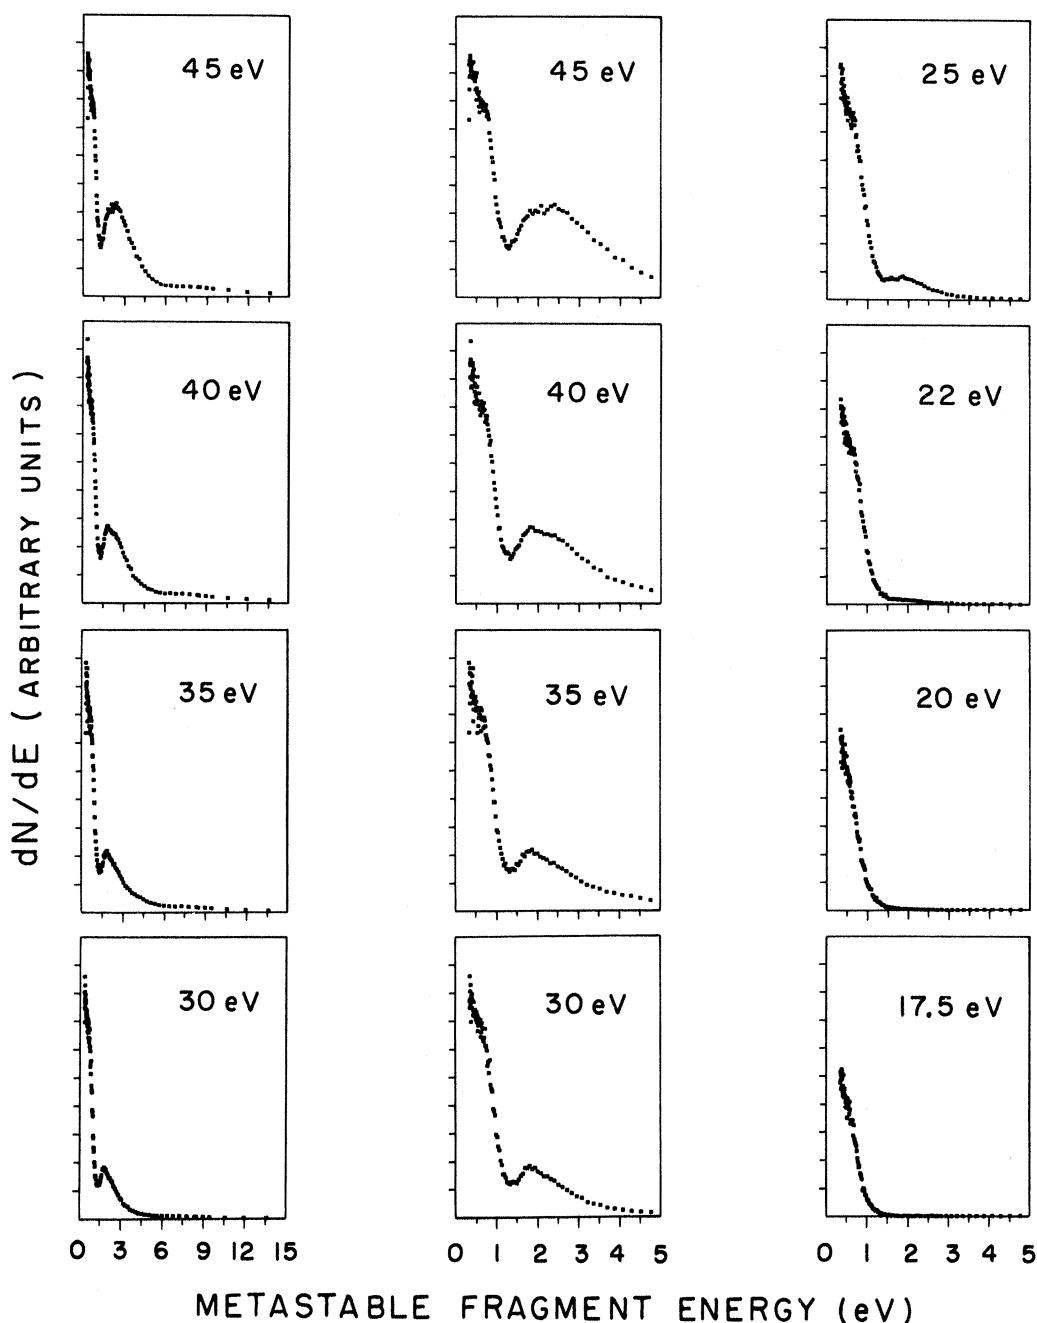 45 eV 45 eV 25 eV
40 eV 40 eV 22 eV
35 eV 35 eV 20 eV
30 eV 30 eV 17.5 eV
dN/dE (ARBITRARY UNITS)
0 3 6 9 12 15 0 1 2 3 4 5 0 1 2 3 4 5
METASTABLE FRAGMENT ENERGY (eV)